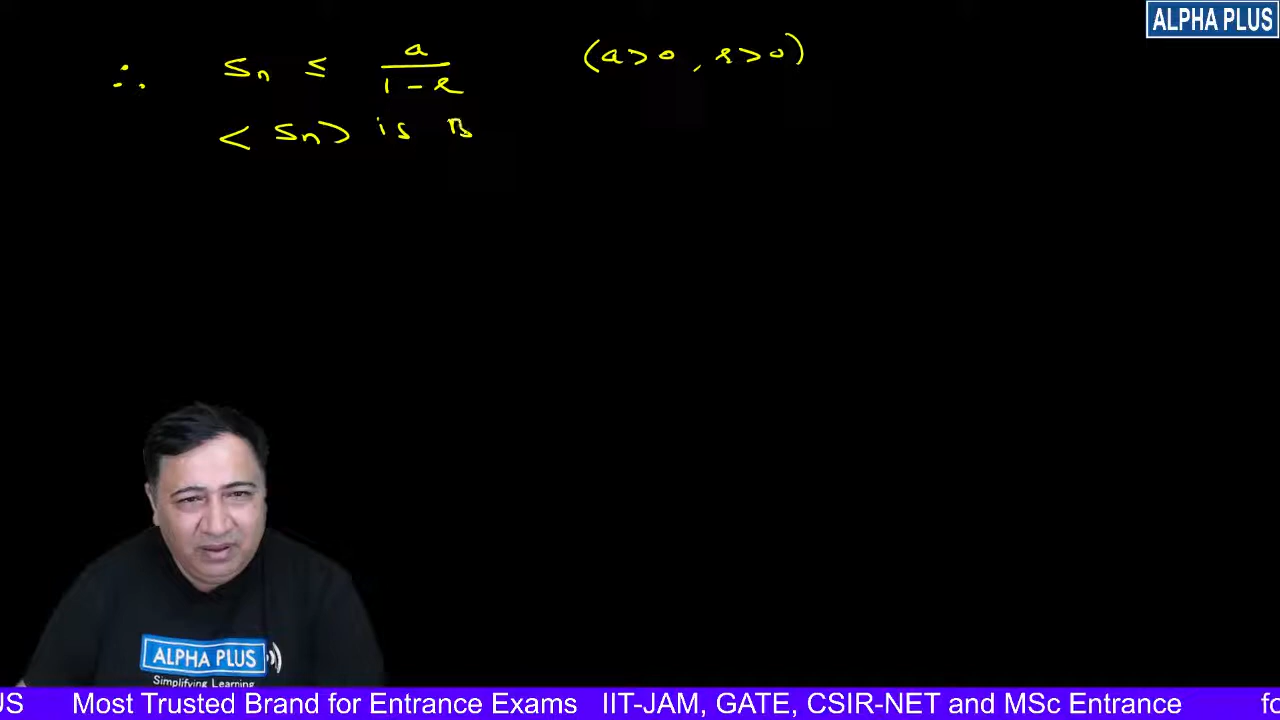 ALPHA PLUS
∴ Sn ≤ a/(1-r) (a>0, r>0)
<Sn> is B
ALPHA PLUS
Simplifying Learning
US Most Trusted Brand for Entrance Exams IIT-JAM, GATE, CSIR-NET and MSc Entrance fo